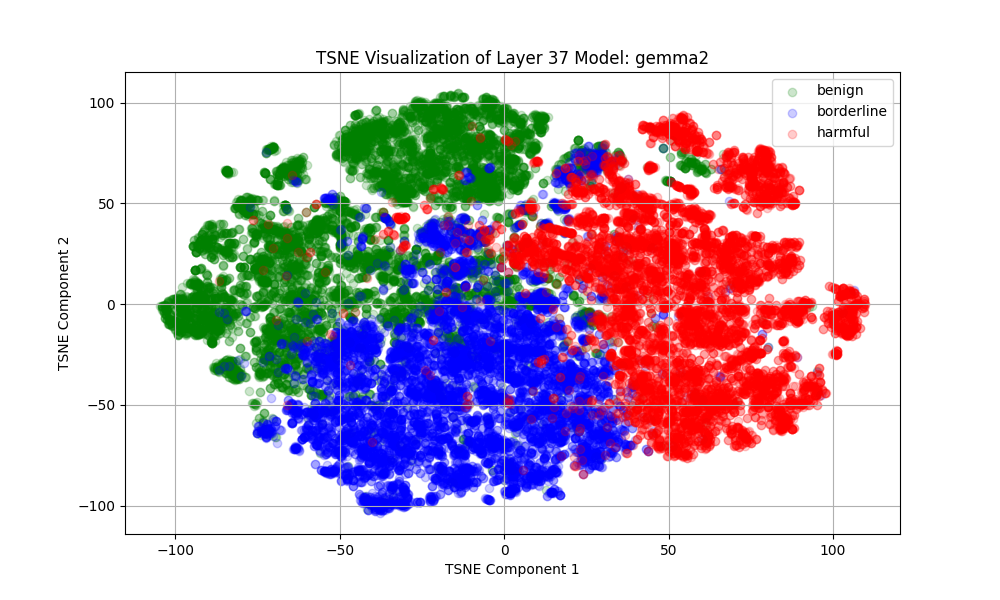 TSNE Visualization of Layer 37 Model: gemma2
benign
borderline
harmful
100
50
0
−50
−100
TSNE Component 2
−100
−50
0
50
100
TSNE Component 1